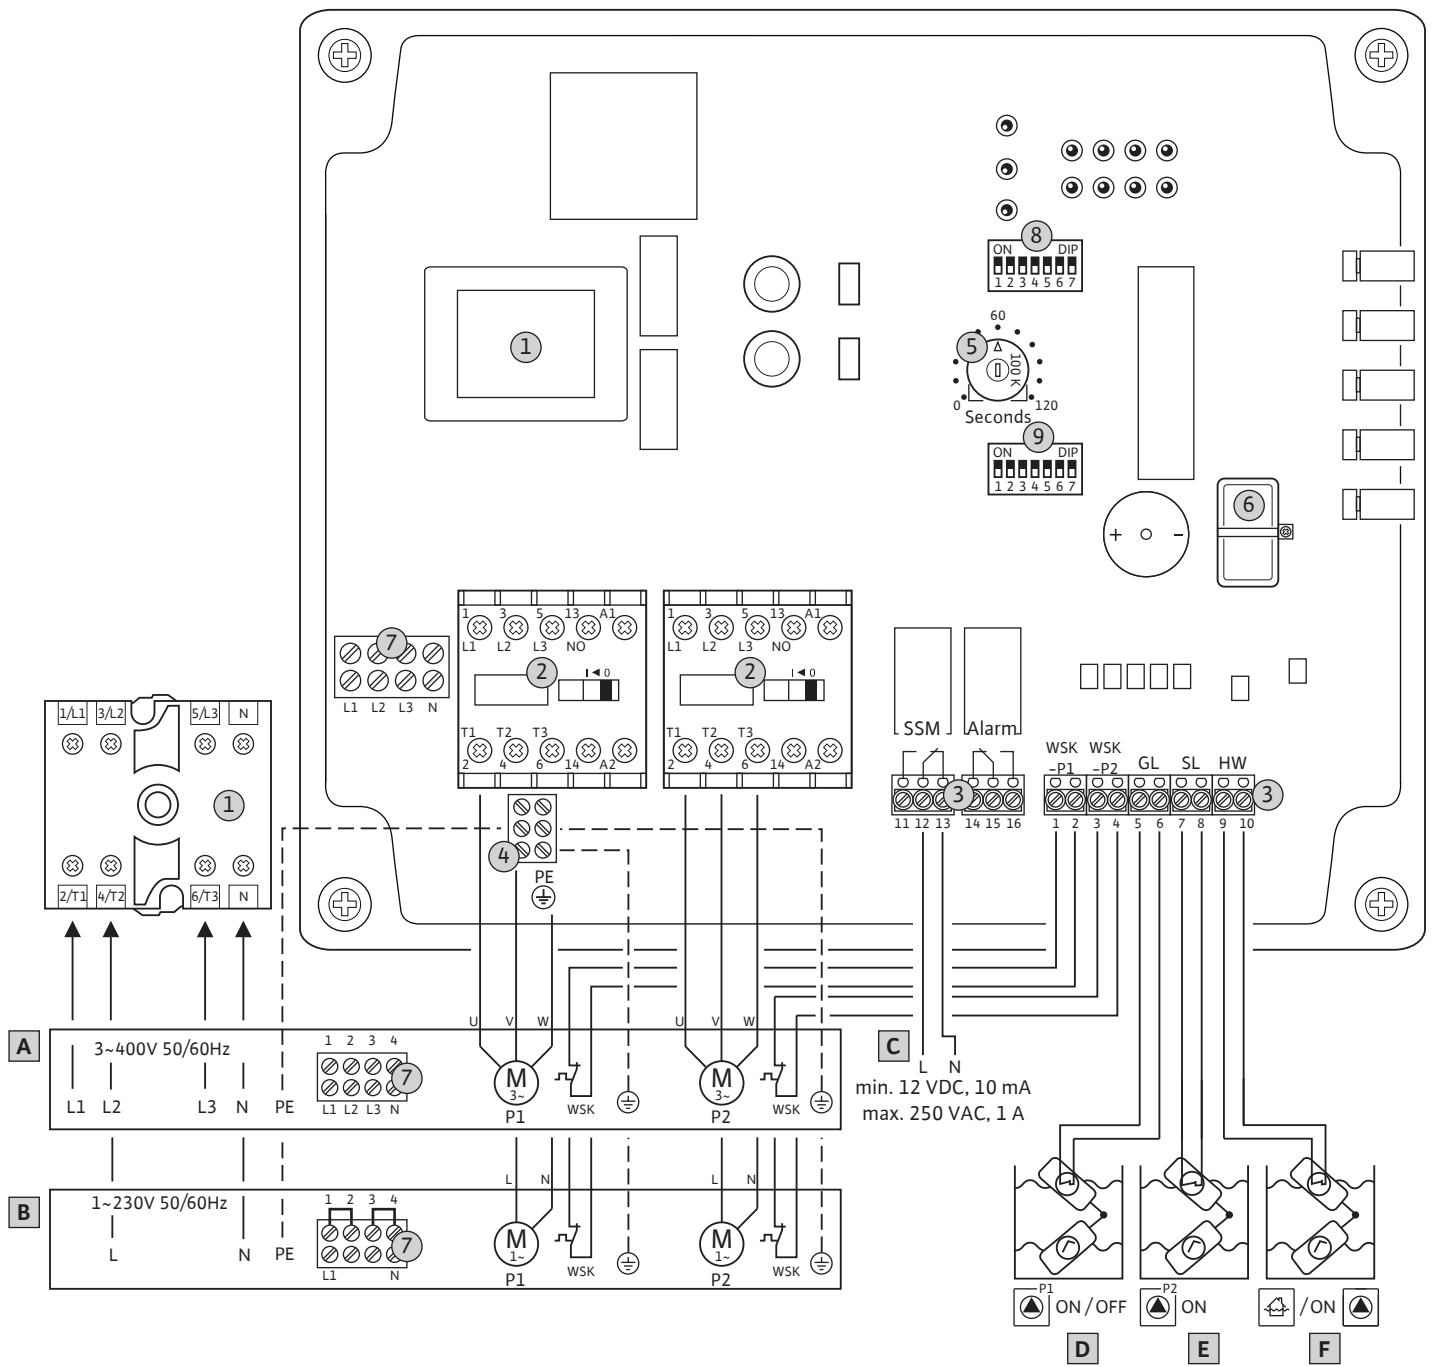 8
ON DIP
1 2 3 4 5 6 7
60
5
100 K
0
120
Seconds
9
ON DIP
1 2 3 4 5 6 7
1
6
+ -
7
L1 L2 L3 N
1 3 5 13 A1
L1 L2 L3 NO
2
I ◄ 0
T1 T2 T3
2 4 6 14 A2
1 3 5 13 A1
L1 L2 L3 NO
2
I ◄ 0
T1 T2 T3
2 4 6 14 A2
SSM Alarm
3
11 12 13 14 15 16
WSK WSK
-P1 -P2 GL SL HW
3
1 2 3 4 5 6 7 8 9 10
1/L1 3/L2 5/L3 N
1
2/T1 4/T2 6/T3 N
4
PE
A
3~400V 50/60Hz
L1 L2 L3 N PE
1 2 3 4
7
L1 L2 L3 N
U V W
M
3~
P1
WSK
U V W
M
3~
P2
WSK
C
L N
min. 12 VDC, 10 mA
max. 250 VAC, 1 A
B
1~230V 50/60Hz
L N PE
1 2 3 4
7
L1 N
L N
M
1~
P1
WSK
L N
M
1~
P2
WSK
P1
ON / OFF
D
P2
ON
E
/ ON
F